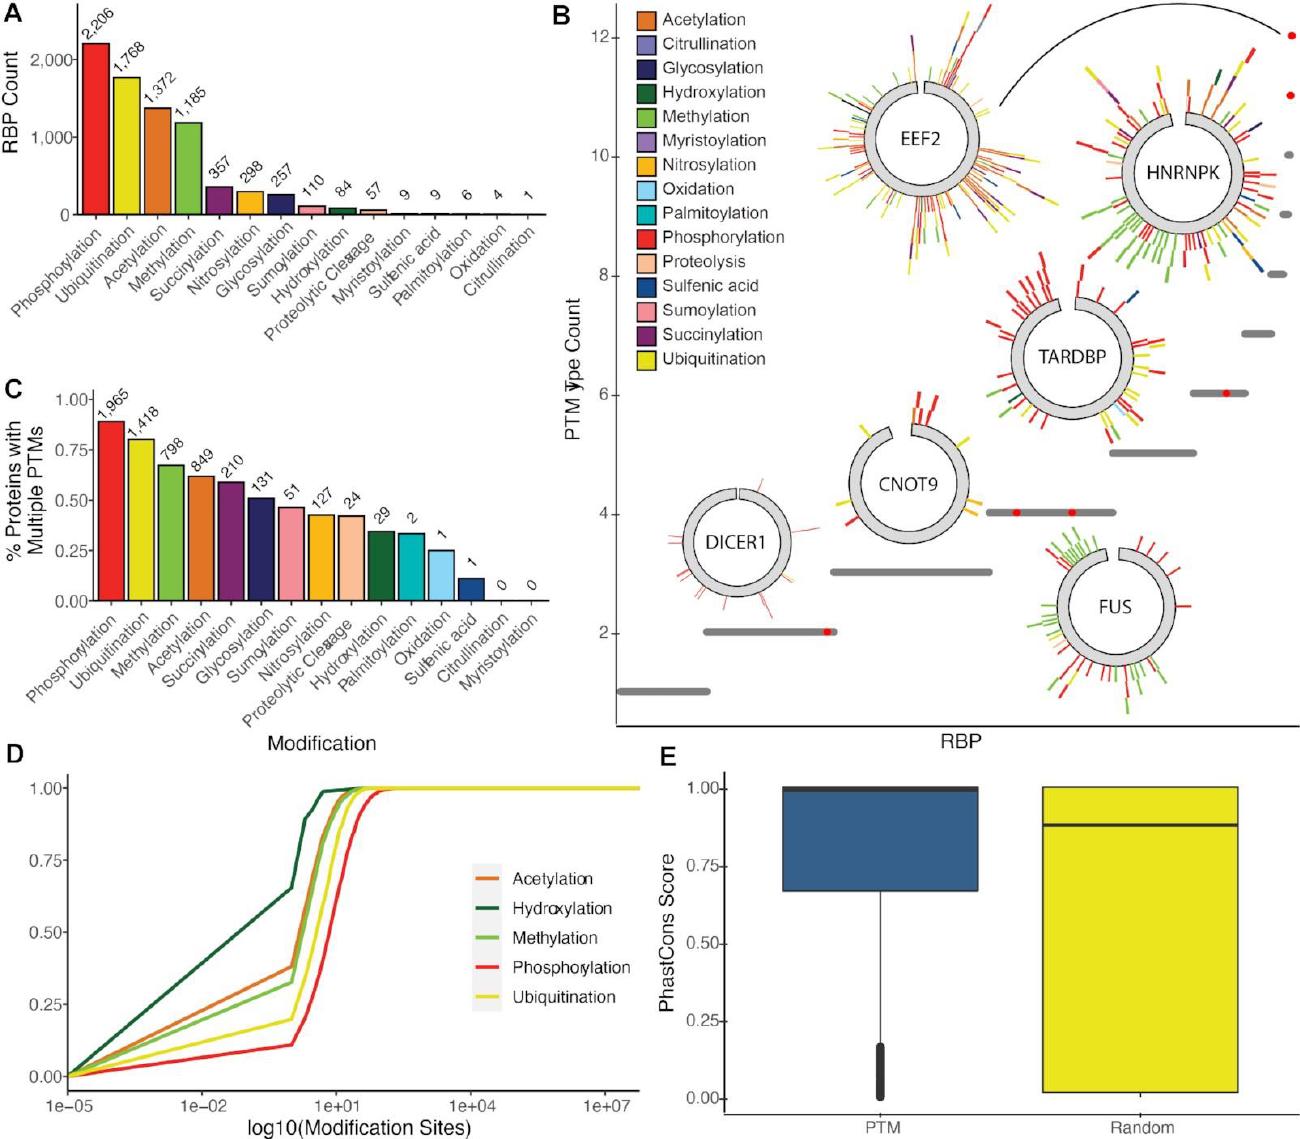 A
RBP Count
2,000
1,000
0
2,206
1,768
1,372
1,185
357
298
257
110
84
57
9
9
6
4
1
Phosphorylation
Ubiquitination
Acetylation
Methylation
Succinylation
Nitrosylation
Glycosylation
Sumoylation
Hydroxylation
Proteolytic Cleavage
Myristoylation
Sulfenic acid
Palmitoylation
Oxidation
Citrullination
B
PTM Type Count
12
10
8
6
4
2
Acetylation
Citrullination
Glycosylation
Hydroxylation
Methylation
Myristoylation
Nitrosylation
Oxidation
Palmitoylation
Phosphorylation
Proteolysis
Sulfenic acid
Sumoylation
Succinylation
Ubiquitination
EEF2
HNRNPK
TARDBP
CNOT9
DICER1
FUS
RBP
C
% Proteins with
Multiple PTMs
1.00
0.75
0.50
0.25
0.00
1,965
1,418
798
849
210
131
51
127
24
29
2
1
1
0
0
Phosphorylation
Ubiquitination
Methylation
Acetylation
Succinylation
Glycosylation
Sumoylation
Nitrosylation
Proteolytic Cleavage
Hydroxylation
Palmitoylation
Oxidation
Sulfenic acid
Citrullination
Myristoylation
Modification
D
1.00
0.75
0.50
0.25
0.00
Acetylation
Hydroxylation
Methylation
Phosphorylation
Ubiquitination
1e-05
1e-02
1e+01
1e+04
1e+07
log10(Modification Sites)
E
PhastCons Score
1.00
0.75
0.50
0.25
0.00
PTM
Random